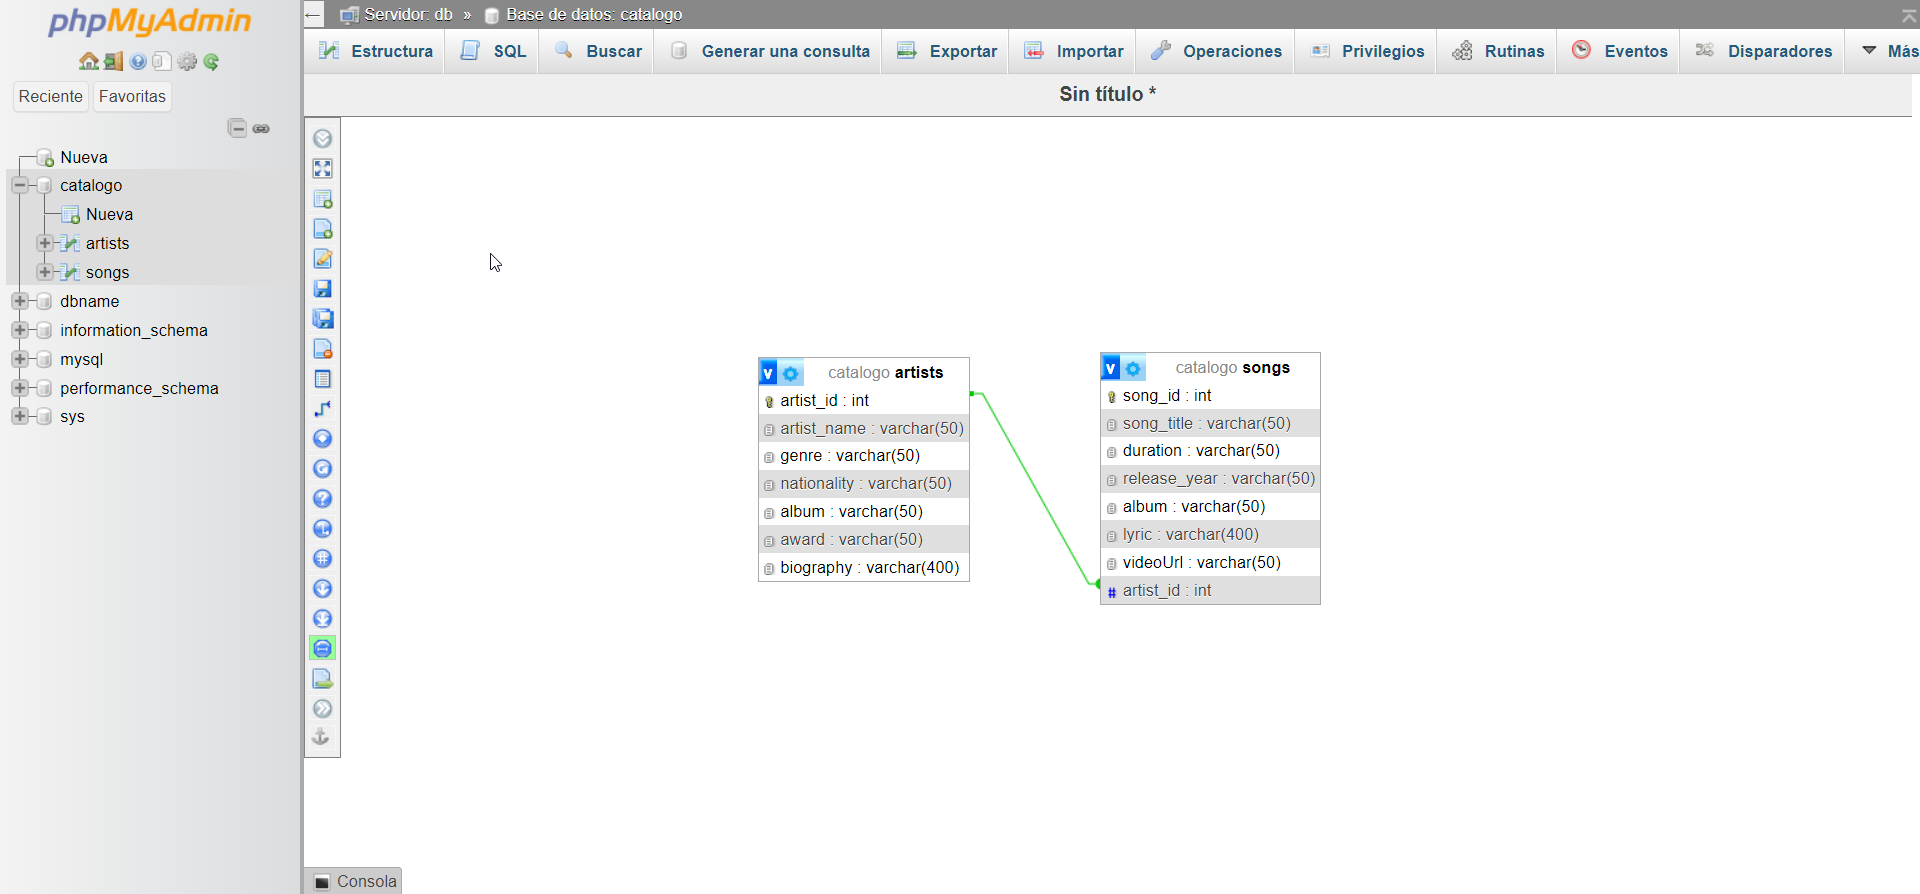 phpMyAdmin
Reciente Favoritas
Nueva
catalogo
Nueva
artists
songs
dbname
information_schema
mysql
performance_schema
sys
Servidor: db » Base de datos: catalogo
Estructura SQL Buscar Generar una consulta Exportar Importar Operaciones Privilegios Rutinas Eventos Disparadores Más
Sin título *
v catalogo artists
artist_id : int
artist_name : varchar(50)
genre : varchar(50)
nationality : varchar(50)
album : varchar(50)
award : varchar(50)
biography : varchar(400)
v catalogo songs
song_id : int
song_title : varchar(50)
duration : varchar(50)
release_year : varchar(50)
album : varchar(50)
lyric : varchar(400)
videoUrl : varchar(50)
# artist_id : int
Consola